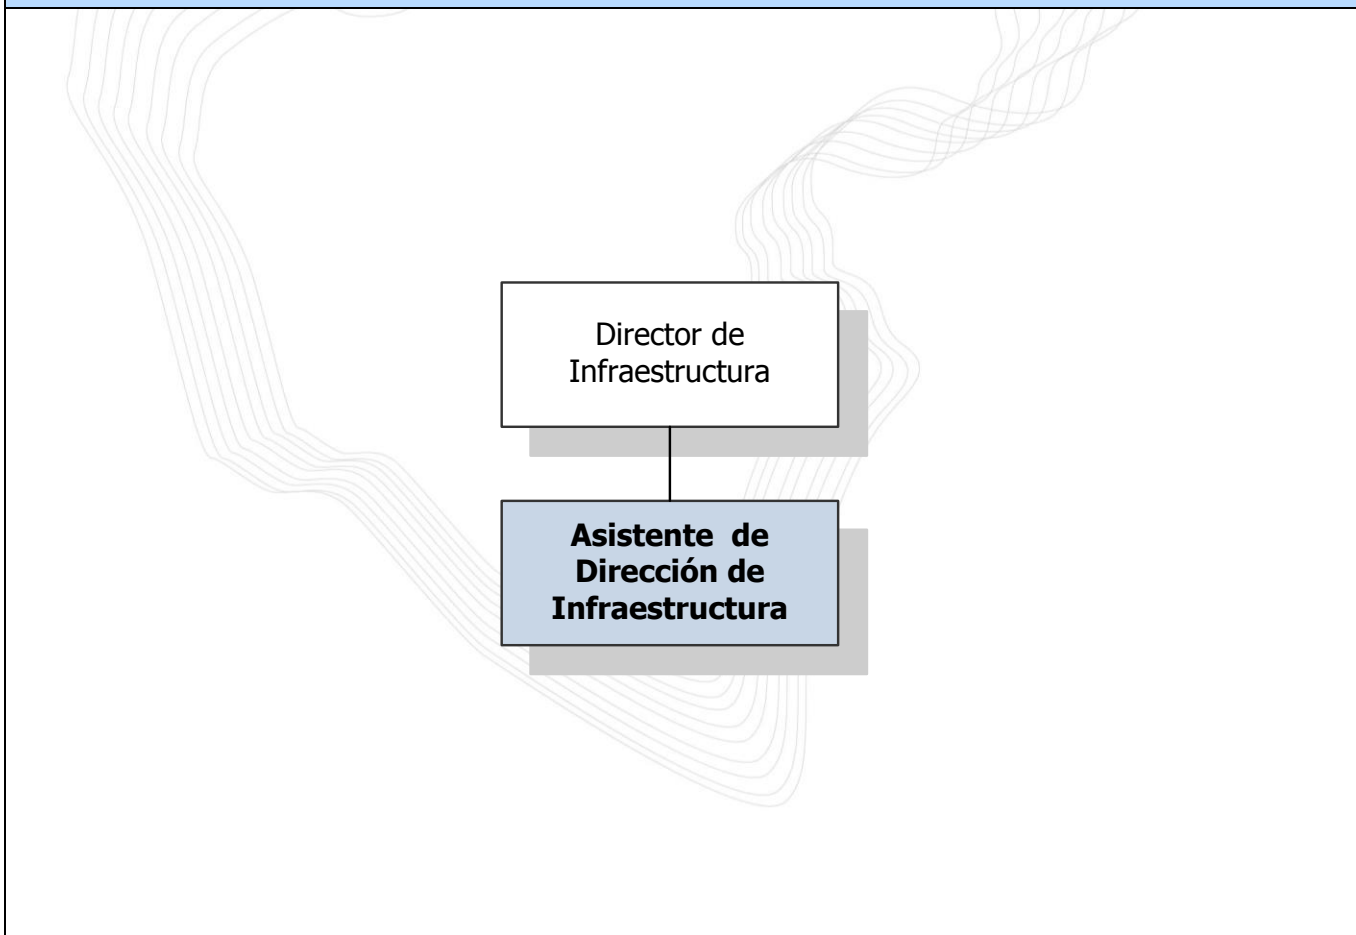 Director de
Infraestructura
Asistente de
Dirección de
Infraestructura